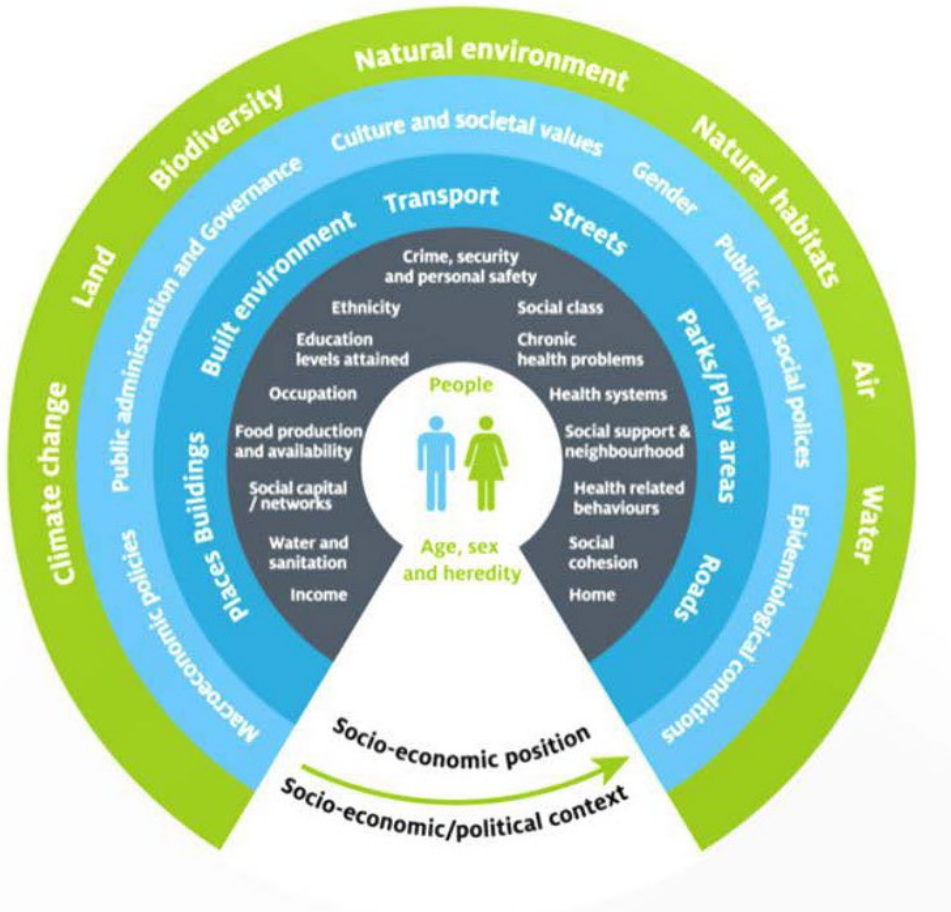 Natural environment
Biodiversity
Natural habitats
Land
Air
Climate change
Water
Culture and societal values
Public administration and Governance
Gender
Public and social polices
Macroeconomic policies
Epidemiological conditions
Transport
Built environment
Streets
Parks/Play areas
Places Buildings
Roads
Crime, security
and personal safety
Ethnicity
Social class
Education
levels attained
Chronic
health problems
Occupation
Health systems
Food production
and availability
Social support &
neighbourhood
Social capital
/ networks
Health related
behaviours
Water and
sanitation
Social
cohesion
Income
Home
People
Age, sex
and heredity
Socio-economic position
Socio-economic/political context